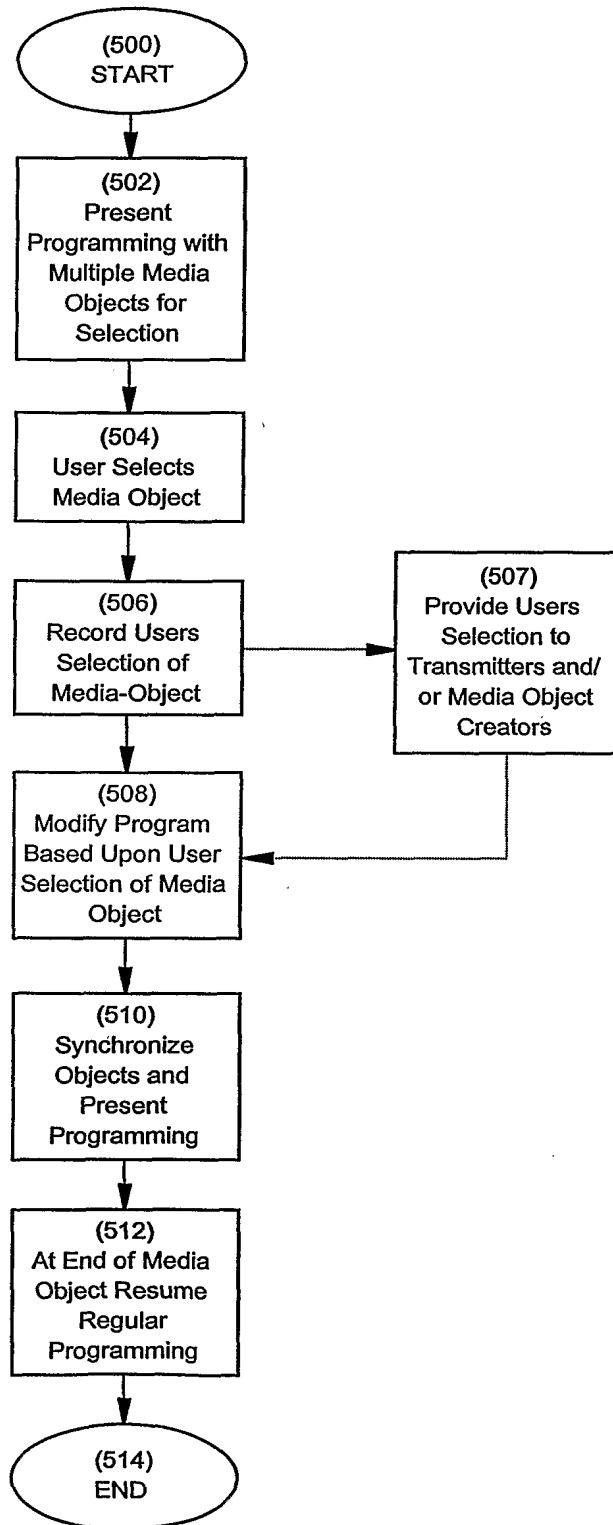 (500)
START
(502)
Present
Programming with
Multiple Media
Objects for
Selection
(504)
User Selects
Media Object
(506)
Record Users
Selection of
Media-Object
(507)
Provide Users
Selection to
Transmitters and/
or Media Object
Creators
(508)
Modify Program
Based Upon User
Selection of Media
Object
(510)
Synchronize
Objects and
Present
Programming
(512)
At End of Media
Object Resume
Regular
Programming
(514)
END